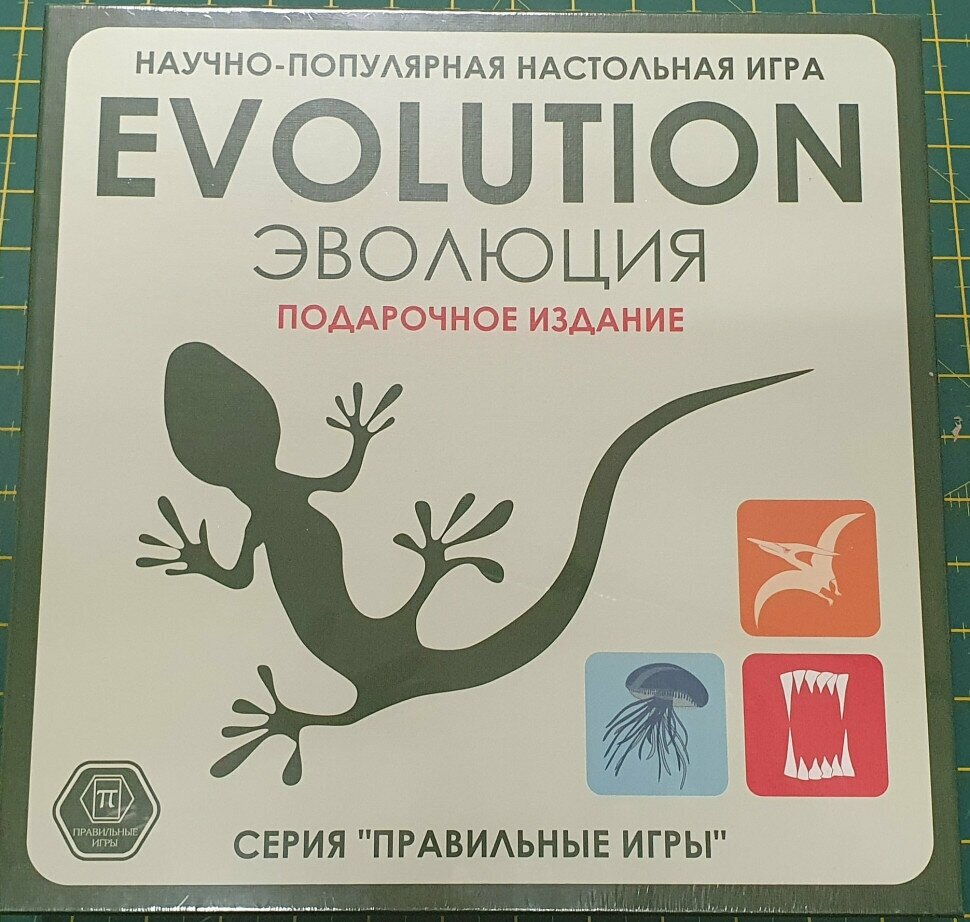 НАУЧНО-ПОПУЛЯРНАЯ НАСТОЛЬНАЯ ИГРА
EVOLUTION
ЭВОЛЮЦИЯ
ПОДАРОЧНОЕ ИЗДАНИЕ
π
ПРАВИЛЬНЫЕ
ИГРЫ
СЕРИЯ "ПРАВИЛЬНЫЕ ИГРЫ"